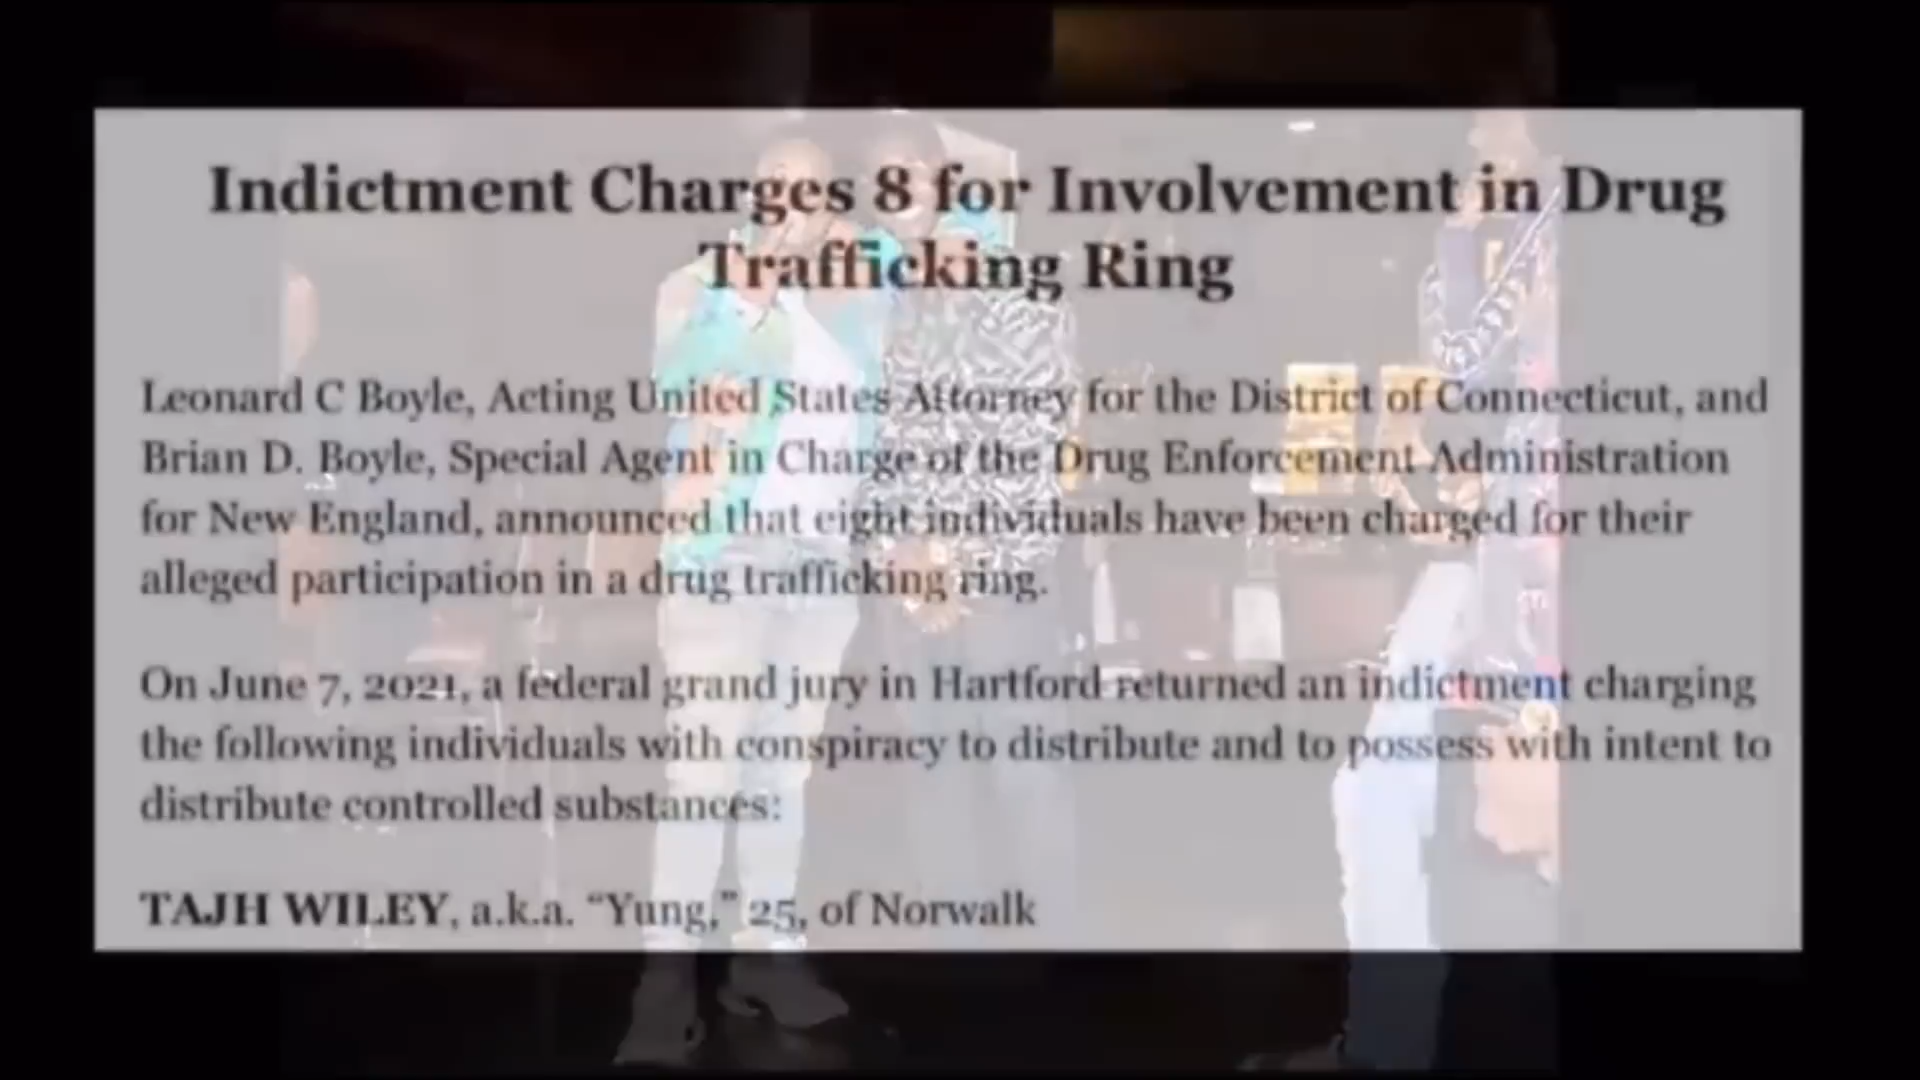 Indictment Charges 8 for Involvement in Drug
Trafficking Ring
Leonard C Boyle, Acting United States Attorney for the District of Connecticut, and
Brian D. Boyle, Special Agent in Charge of the Drug Enforcement Administration
for New England, announced that eight individuals have been charged for their
alleged participation in a drug trafficking ring.
On June 7, 2021, a federal grand jury in Hartford returned an indictment charging
the following individuals with conspiracy to distribute and to possess with intent to
distribute controlled substances:
TAJH WILEY, a.k.a. “Yung,” 25, of Norwalk